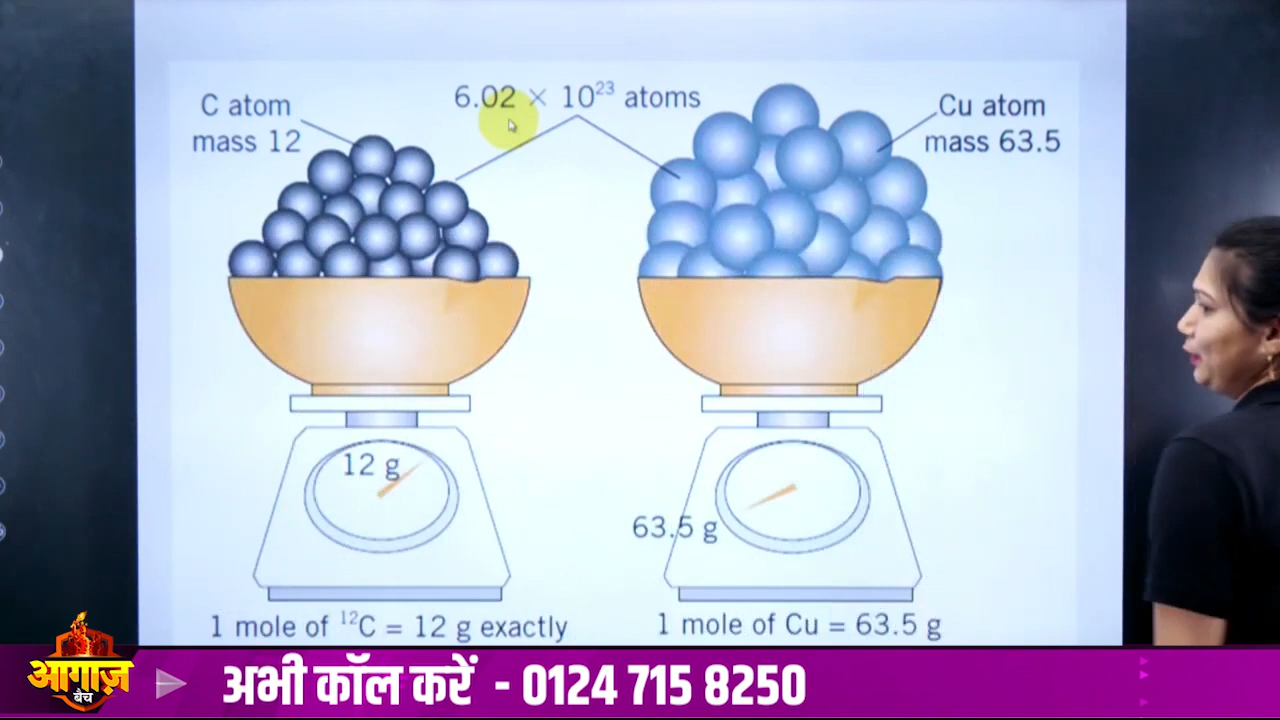 C atom
mass 12
6.02 × 10²³ atoms
Cu atom
mass 63.5
12 g
63.5 g
1 mole of ¹²C = 12 g exactly
1 mole of Cu = 63.5 g
आगाज़
बैच
अभी कॉल करें - 0124 715 8250